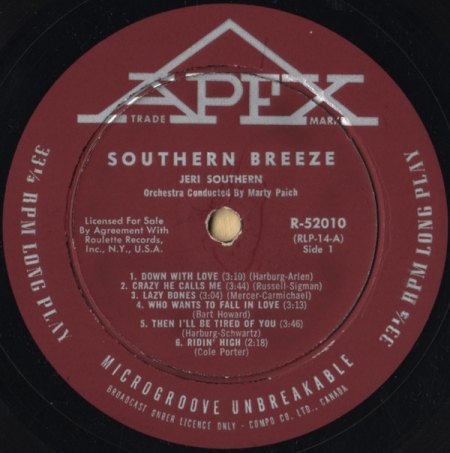 APEX
TRADE MARK
SOUTHERN BREEZE
JERI SOUTHERN
Orchestra Conducted By Marty Paich
Licensed For Sale
By Agreement With
Roulette Records,
Inc., N.Y., U.S.A.
R-52010
(RLP-14-A)
Side 1
1. DOWN WITH LOVE (3:10) (Harburg-Arlen)
2. CRAZY HE CALLS ME (3:44) (Russell-Sigman)
3. LAZY BONES (3:04) (Mercer-Carmichael)
4. WHO WANTS TO FALL IN LOVE (3:13)
(Bart Howard)
5. THEN I'LL BE TIRED OF YOU (3:46)
(Harburg-Schwartz)
6. RIDIN' HIGH (2:18)
(Cole Porter)
33⅓ RPM LONG PLAY
33⅓ RPM LONG PLAY
MICROGROOVE UNBREAKABLE
BROADCAST UNDER LICENCE ONLY - COMPO CO. LTD., CANADA